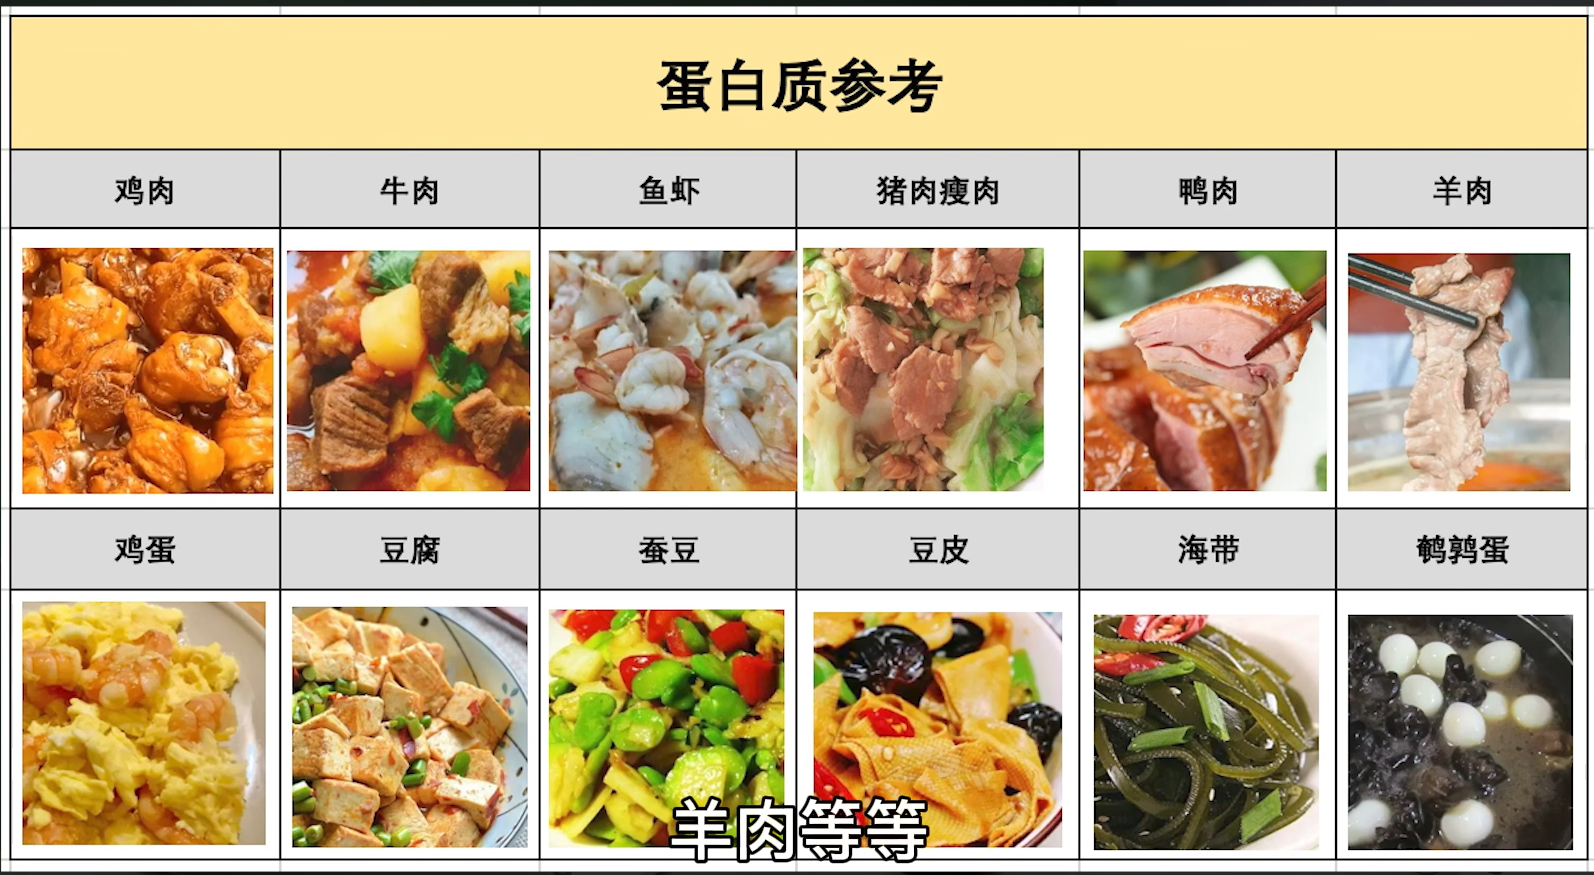 蛋白质参考
鸡肉 牛肉 鱼虾 猪肉瘦肉 鸭肉 羊肉
鸡蛋 豆腐 蚕豆 豆皮 海带 鹌鹑蛋
羊肉等等